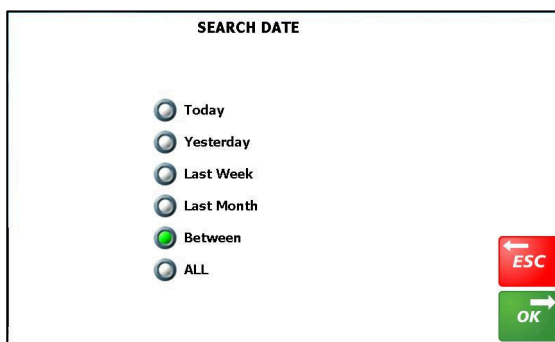 SEARCH DATE
Today
Yesterday
Last Week
Last Month
Between
ALL
ESC
OK